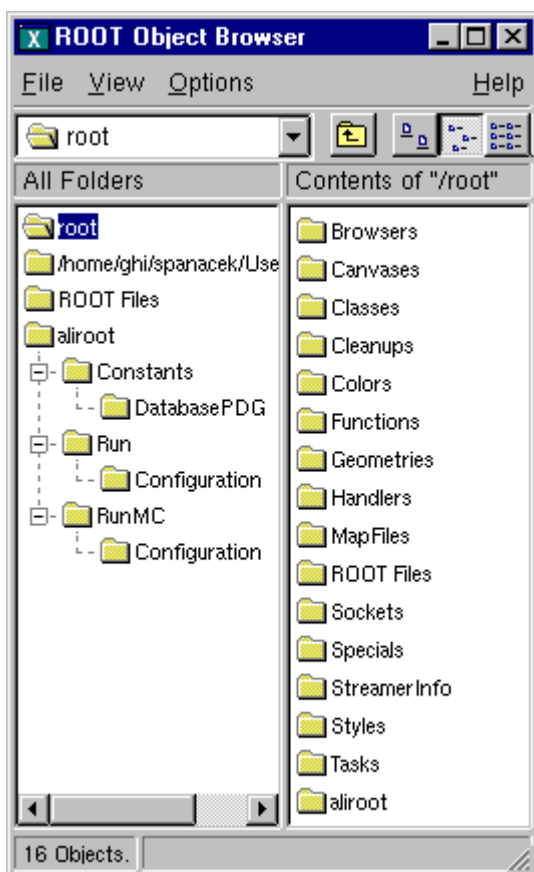 ROOT Object Browser
File View Options Help
root
All Folders
Contents of "/root"
root
/home/ghi/spanacek/Use
ROOT Files
aliroot
Constants
DatabasePDG
Run
Configuration
RunMC
Configuration
Browsers
Canvases
Classes
Cleanups
Colors
Functions
Geometries
Handlers
MapFiles
ROOT Files
Sockets
Specials
StreamerInfo
Styles
Tasks
aliroot
16 Objects.